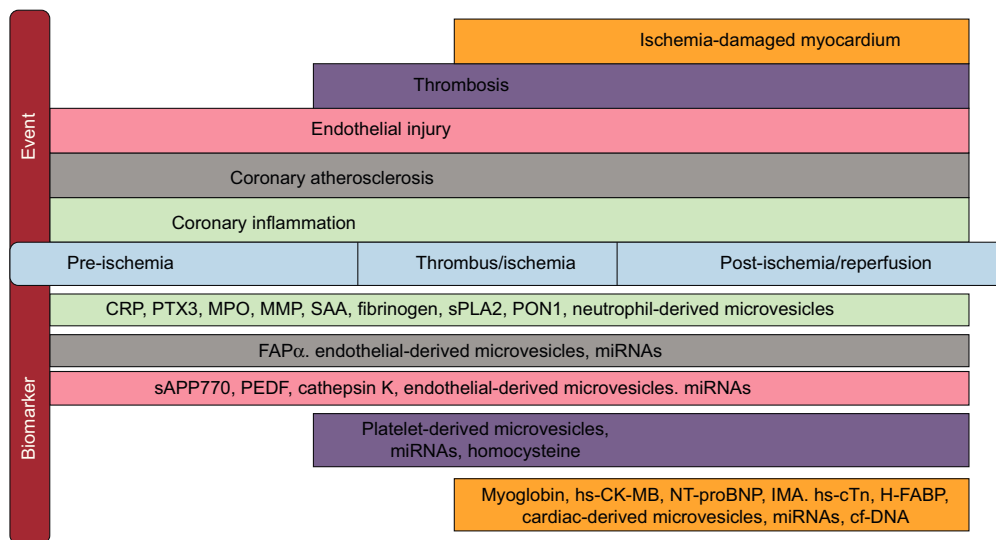 Event
Ischemia-damaged myocardium
Thrombosis
Endothelial injury
Coronary atherosclerosis
Coronary inflammation
Pre-ischemia
Thrombus/ischemia
Post-ischemia/reperfusion
Biomarker
CRP, PTX3, MPO, MMP, SAA, fibrinogen, sPLA2, PON1, neutrophil-derived microvesicles
FAPα. endothelial-derived microvesicles, miRNAs
sAPP770, PEDF, cathepsin K, endothelial-derived microvesicles. miRNAs
Platelet-derived microvesicles,
miRNAs, homocysteine
Myoglobin, hs-CK-MB, NT-proBNP, IMA. hs-cTn, H-FABP,
cardiac-derived microvesicles, miRNAs, cf-DNA